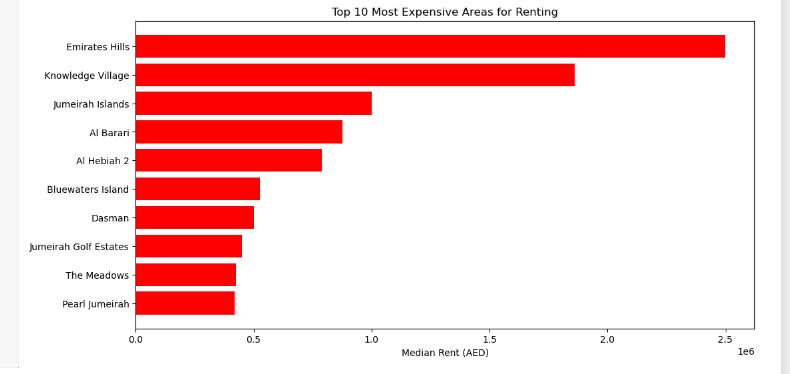 Top 10 Most Expensive Areas for Renting
Emirates Hills
Knowledge Village
Jumeirah Islands
Al Barari
Al Hebiah 2
Bluewaters Island
Dasman
Jumeirah Golf Estates
The Meadows
Pearl Jumeirah
0.0 0.5 1.0 1.5 2.0 2.5
1e6
Median Rent (AED)